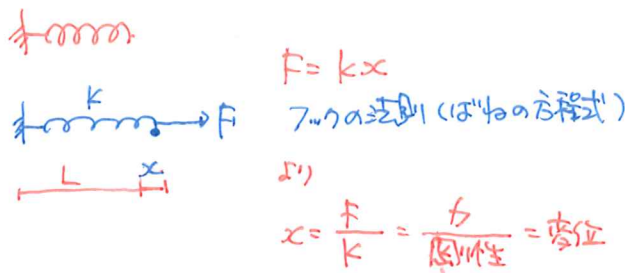 F = kx
K
F
フックの法則(ばねの方程式)
L
x
より
x = F/K = 力/剛性 = 変位